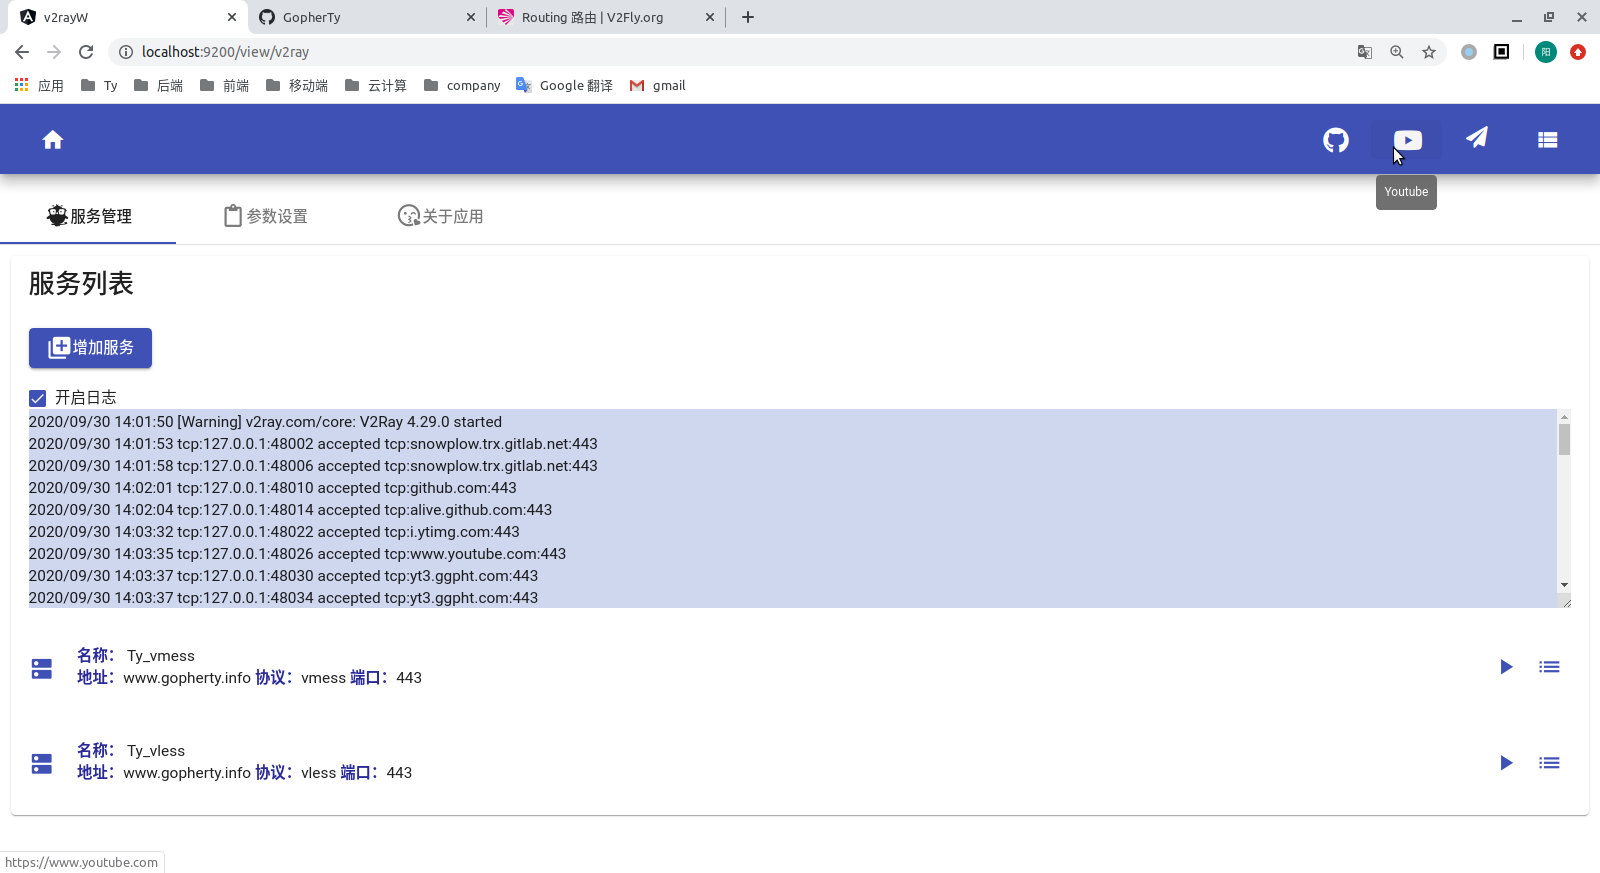 v2rayW
GopherTy
Routing 路由 | V2Fly.org
localhost:9200/view/v2ray
阳
应用
Ty
后端
前端
移动端
云计算
company
Google 翻译
gmail
Youtube
服务管理
参数设置
关于应用
服务列表
增加服务
开启日志
2020/09/30 14:01:50 [Warning] v2ray.com/core: V2Ray 4.29.0 started
2020/09/30 14:01:53 tcp:127.0.0.1:48002 accepted tcp:snowplow.trx.gitlab.net:443
2020/09/30 14:01:58 tcp:127.0.0.1:48006 accepted tcp:snowplow.trx.gitlab.net:443
2020/09/30 14:02:01 tcp:127.0.0.1:48010 accepted tcp:github.com:443
2020/09/30 14:02:04 tcp:127.0.0.1:48014 accepted tcp:alive.github.com:443
2020/09/30 14:03:32 tcp:127.0.0.1:48022 accepted tcp:i.ytimg.com:443
2020/09/30 14:03:35 tcp:127.0.0.1:48026 accepted tcp:www.youtube.com:443
2020/09/30 14:03:37 tcp:127.0.0.1:48030 accepted tcp:yt3.ggpht.com:443
2020/09/30 14:03:37 tcp:127.0.0.1:48034 accepted tcp:yt3.ggpht.com:443
名称： Ty_vmess
地址：www.gopherty.info 协议：vmess 端口：443
名称： Ty_vless
地址：www.gopherty.info 协议：vless 端口：443
https://www.youtube.com